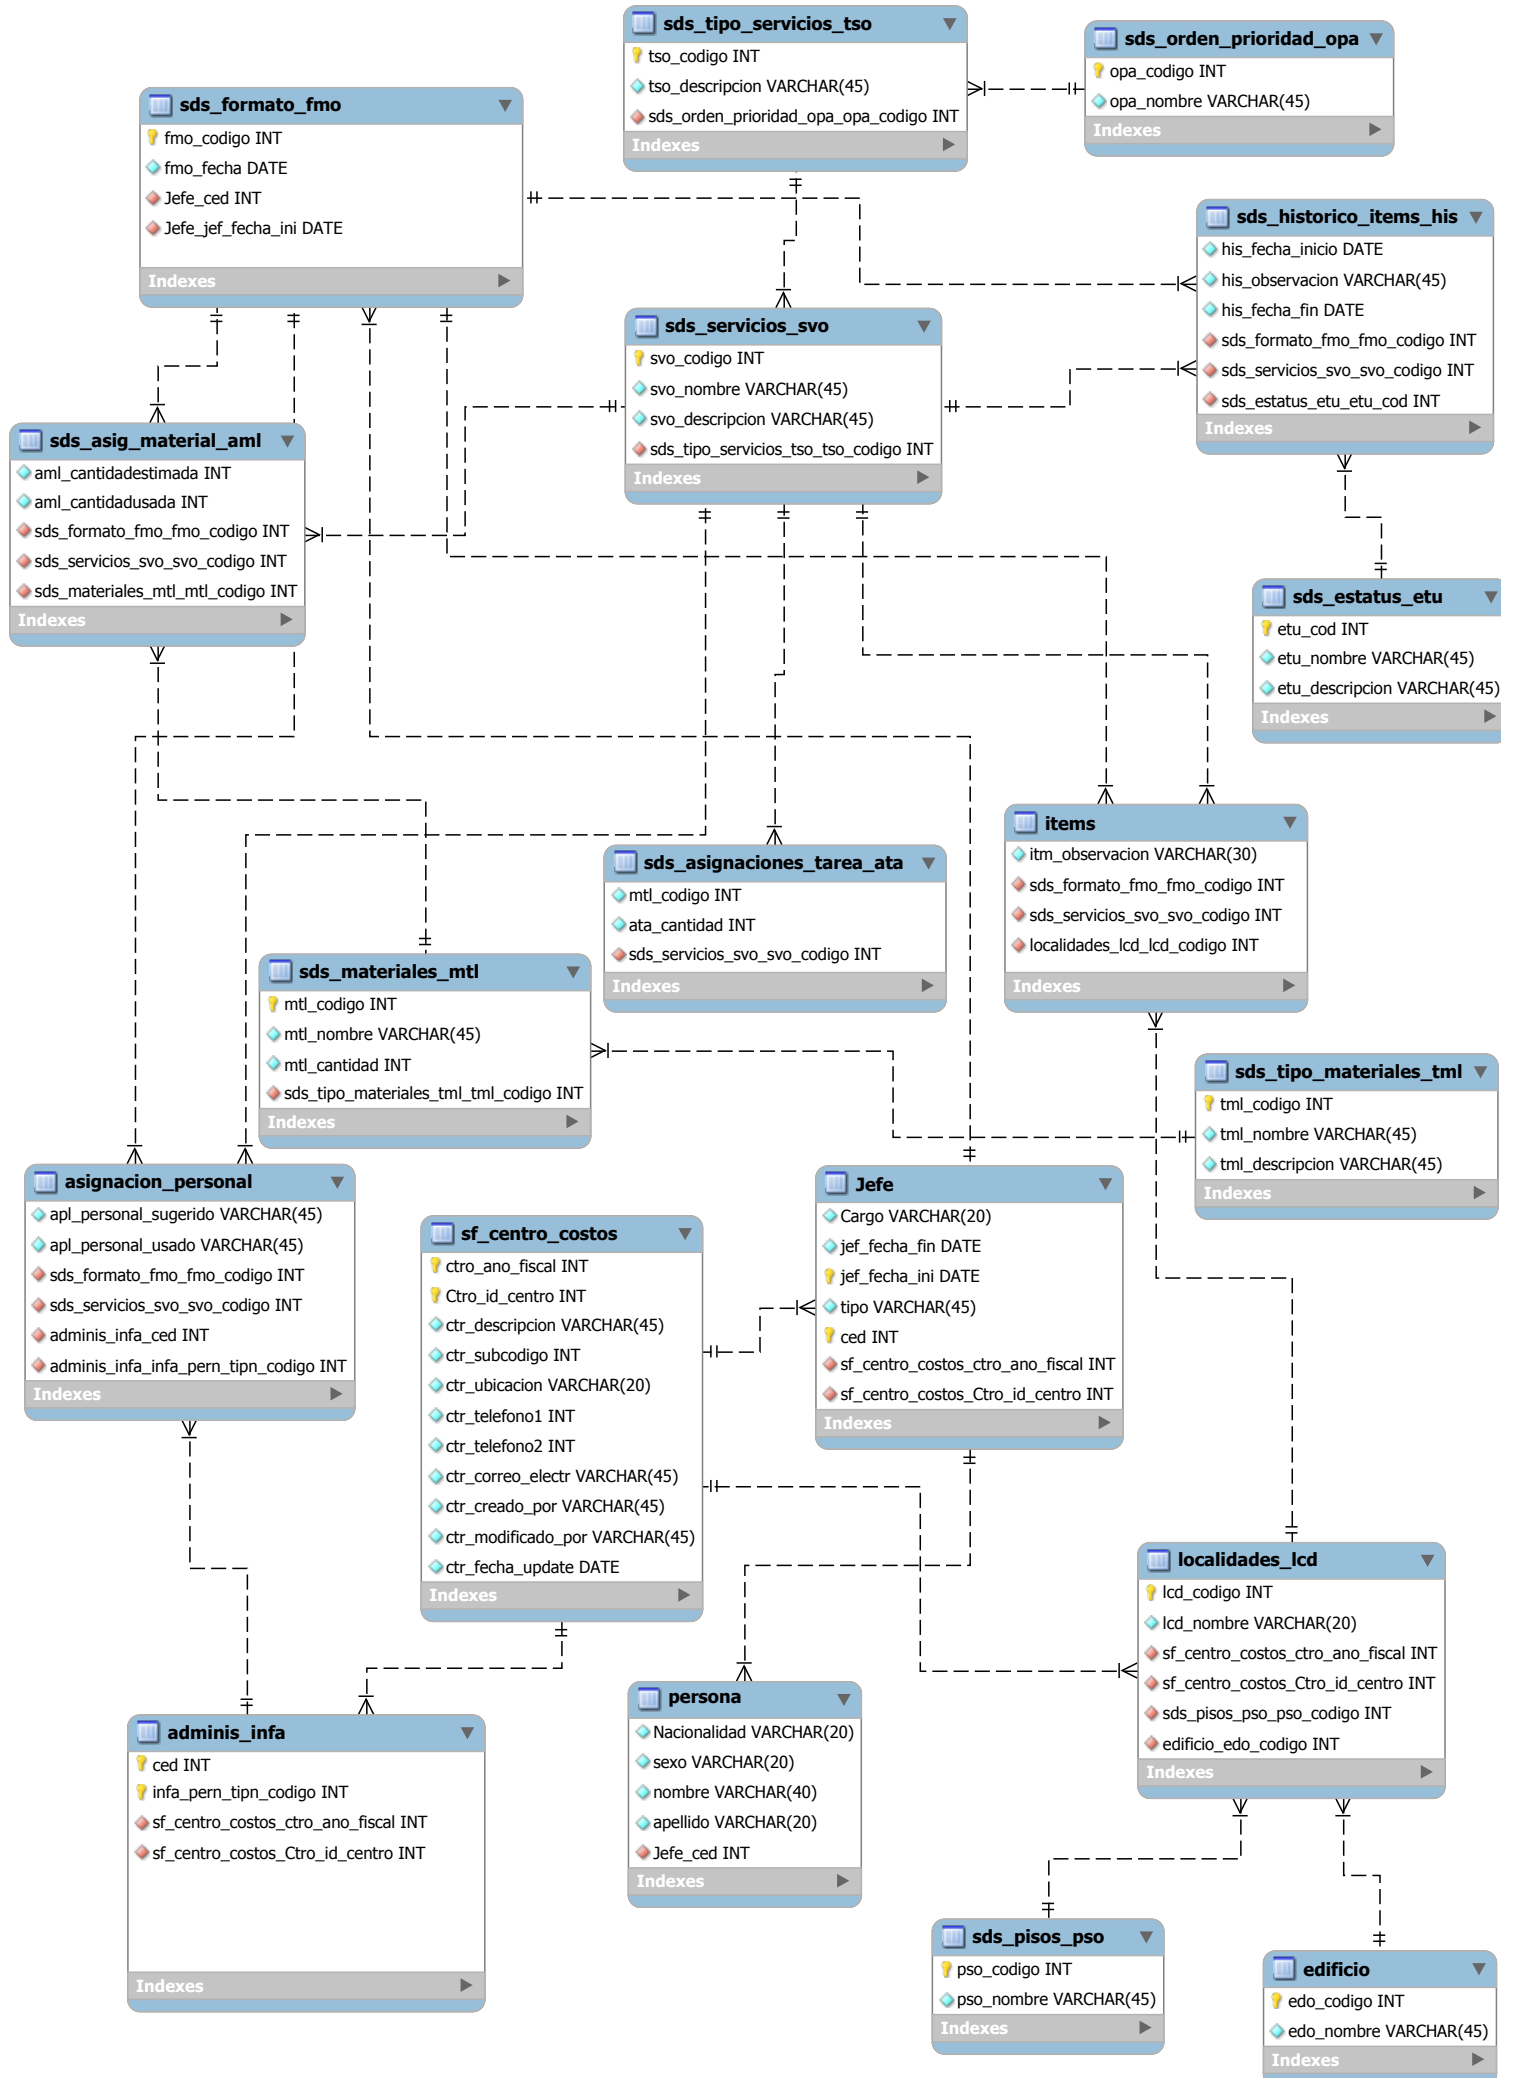 sds_tipo_servicios_tso
tso_codigo INT
tso_descripcion VARCHAR(45)
sds_orden_prioridad_opa_opa_codigo INT
Indexes
sds_orden_prioridad_opa
opa_codigo INT
opa_nombre VARCHAR(45)
Indexes
sds_formato_fmo
fmo_codigo INT
fmo_fecha DATE
Jefe_ced INT
Jefe_jef_fecha_ini DATE
Indexes
sds_historico_items_his
his_fecha_inicio DATE
his_observacion VARCHAR(45)
his_fecha_fin DATE
sds_formato_fmo_fmo_codigo INT
sds_servicios_svo_svo_codigo INT
sds_estatus_etu_etu_cod INT
Indexes
sds_servicios_svo
svo_codigo INT
svo_nombre VARCHAR(45)
svo_descripcion VARCHAR(45)
sds_tipo_servicios_tso_tso_codigo INT
Indexes
sds_asig_material_aml
aml_cantidadestimada INT
aml_cantidadusada INT
sds_formato_fmo_fmo_codigo INT
sds_servicios_svo_svo_codigo INT
sds_materiales_mtl_mtl_codigo INT
Indexes
sds_estatus_etu
etu_cod INT
etu_nombre VARCHAR(45)
etu_descripcion VARCHAR(45)
Indexes
items
itm_observacion VARCHAR(30)
sds_formato_fmo_fmo_codigo INT
sds_servicios_svo_svo_codigo INT
localidades_lcd_lcd_codigo INT
Indexes
sds_asignaciones_tarea_ata
mtl_codigo INT
ata_cantidad INT
sds_servicios_svo_svo_codigo INT
Indexes
sds_materiales_mtl
mtl_codigo INT
mtl_nombre VARCHAR(45)
mtl_cantidad INT
sds_tipo_materiales_tml_tml_codigo INT
Indexes
sds_tipo_materiales_tml
tml_codigo INT
tml_nombre VARCHAR(45)
tml_descripcion VARCHAR(45)
Indexes
asignacion_personal
apl_personal_sugerido VARCHAR(45)
apl_personal_usado VARCHAR(45)
sds_formato_fmo_fmo_codigo INT
sds_servicios_svo_svo_codigo INT
adminis_infa_ced INT
adminis_infa_infa_pern_tipn_codigo INT
Indexes
Jefe
Cargo VARCHAR(20)
jef_fecha_fin DATE
jef_fecha_ini DATE
tipo VARCHAR(45)
ced INT
sf_centro_costos_ctro_ano_fiscal INT
sf_centro_costos_Ctro_id_centro INT
Indexes
sf_centro_costos
ctro_ano_fiscal INT
Ctro_id_centro INT
ctr_descripcion VARCHAR(45)
ctr_subcodigo INT
ctr_ubicacion VARCHAR(20)
ctr_telefono1 INT
ctr_telefono2 INT
ctr_correo_electr VARCHAR(45)
ctr_creado_por VARCHAR(45)
ctr_modificado_por VARCHAR(45)
ctr_fecha_update DATE
Indexes
localidades_lcd
lcd_codigo INT
lcd_nombre VARCHAR(20)
sf_centro_costos_ctro_ano_fiscal INT
sf_centro_costos_Ctro_id_centro INT
sds_pisos_pso_pso_codigo INT
edificio_edo_codigo INT
Indexes
persona
Nacionalidad VARCHAR(20)
sexo VARCHAR(20)
nombre VARCHAR(40)
apellido VARCHAR(20)
Jefe_ced INT
Indexes
adminis_infa
ced INT
infa_pern_tipn_codigo INT
sf_centro_costos_ctro_ano_fiscal INT
sf_centro_costos_Ctro_id_centro INT
Indexes
sds_pisos_pso
pso_codigo INT
pso_nombre VARCHAR(45)
Indexes
edificio
edo_codigo INT
edo_nombre VARCHAR(45)
Indexes